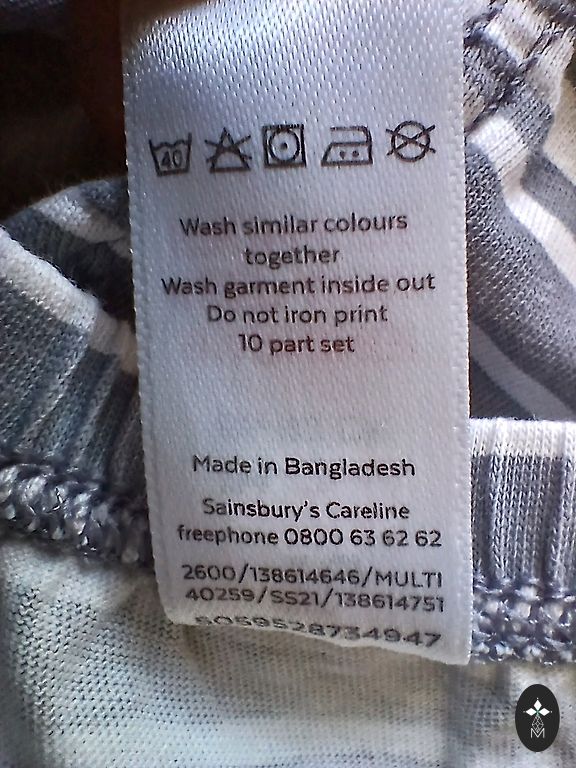 40
Wash similar colours
together
Wash garment inside out
Do not iron print
10 part set
Made in Bangladesh
Sainsbury's Careline
freephone 0800 63 62 62
2600/138614646/MULTI
40259/SS21/138614751
5059528734947
M